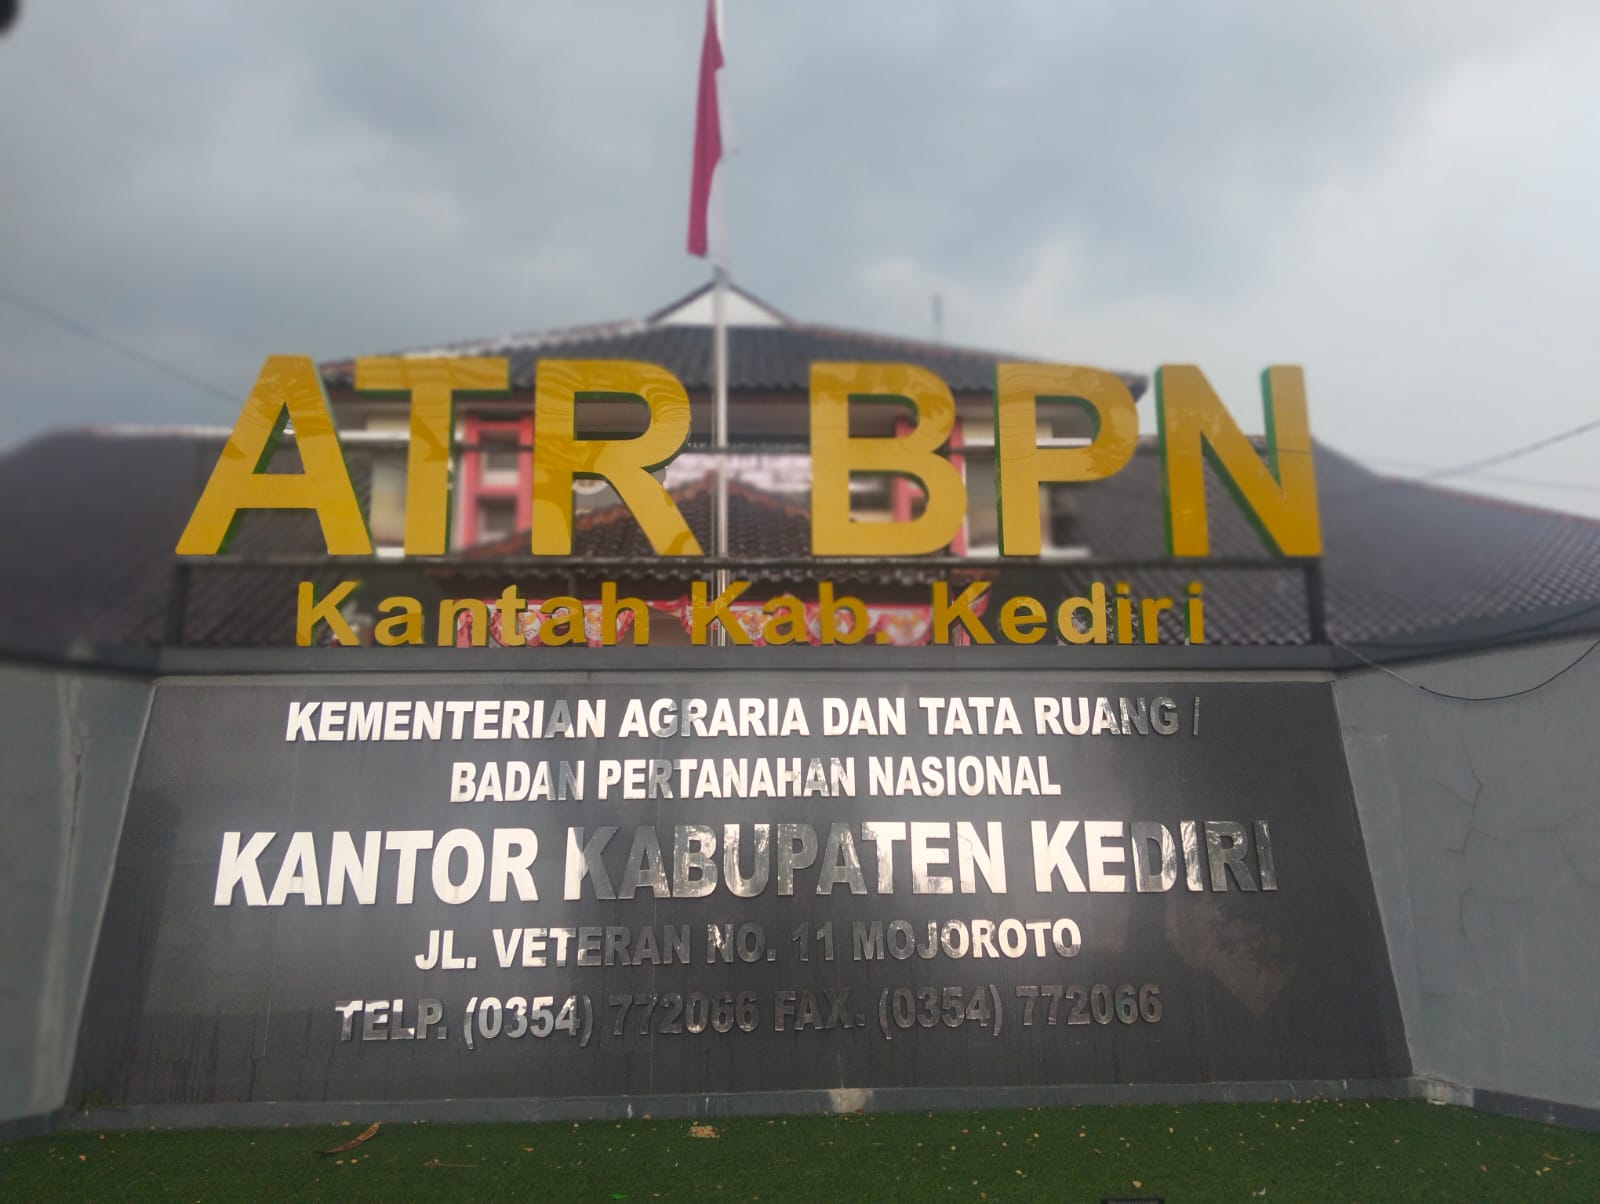 ATR BPN
Kantah Kab. Kediri
KEMENTERIAN AGRARIA DAN TATA RUANG /
BADAN PERTANAHAN NASIONAL
KANTOR KABUPATEN KEDIRI
JL. VETERAN NO. 11 MOJOROTO
TELP. (0354) 772066 FAX. (0354) 772066